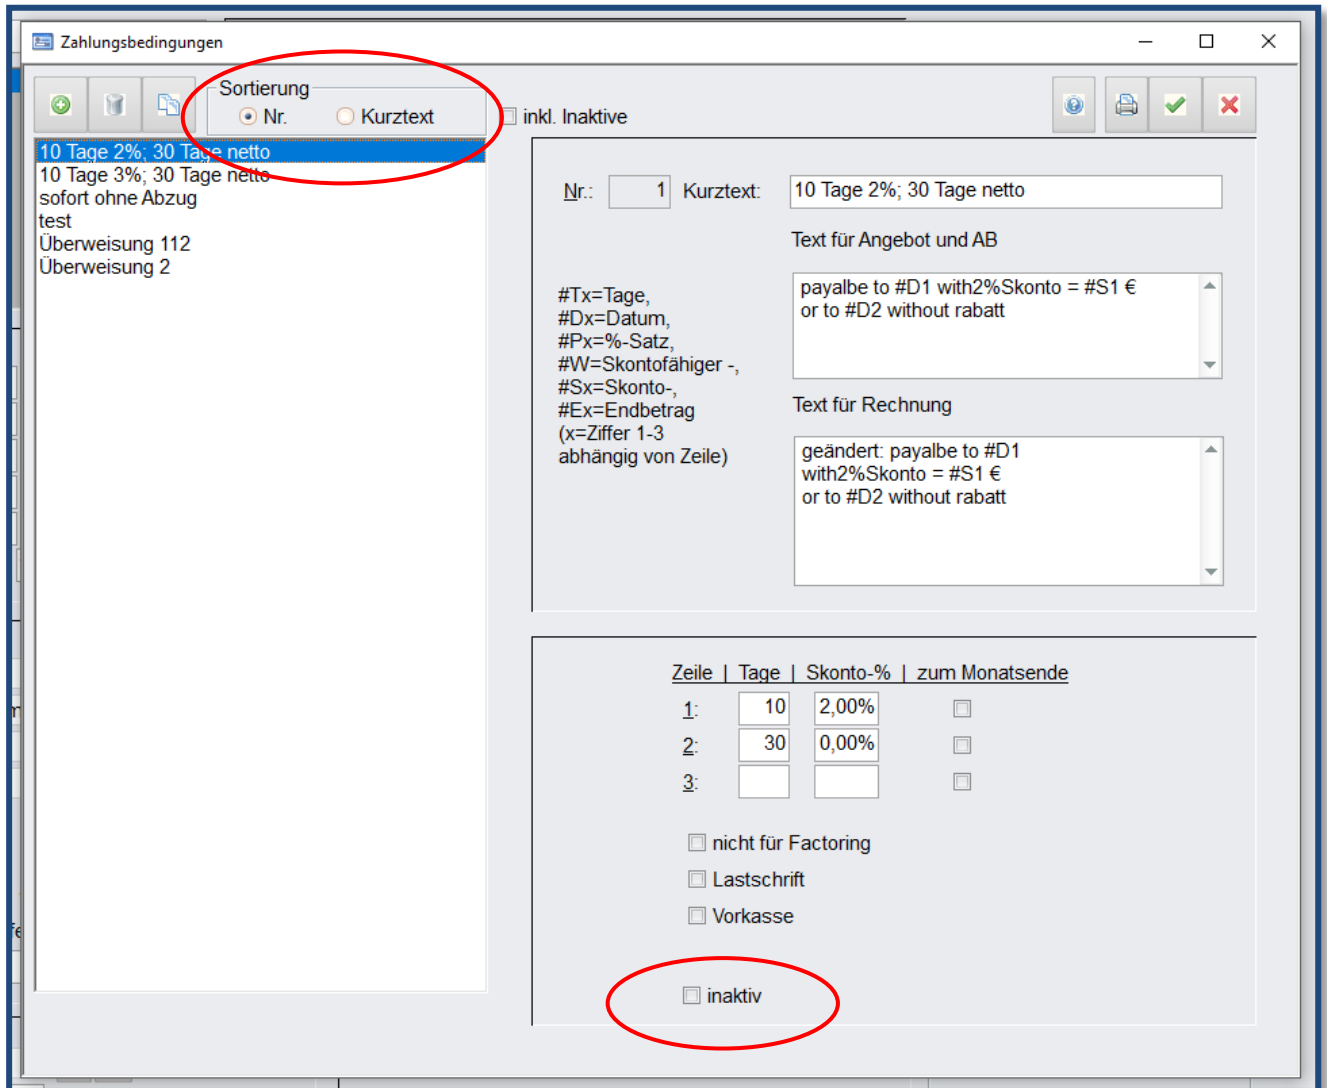 Zahlungsbedingungen
Sortierung
Nr.
Kurztext
inkl. Inaktive
10 Tage 2%; 30 Tage netto
10 Tage 3%; 30 Tage netto
sofort ohne Abzug
test
Überweisung 112
Überweisung 2
Nr.: 1 Kurztext: 10 Tage 2%; 30 Tage netto
Text für Angebot und AB
#Tx=Tage,
#Dx=Datum,
#Px=%-Satz,
#W=Skontofähiger -,
#Sx=Skonto-,
#Ex=Endbetrag
(x=Ziffer 1-3
abhängig von Zeile)
payalbe to #D1 with2%Skonto = #S1 €
or to #D2 without rabatt
Text für Rechnung
geändert: payalbe to #D1
with2%Skonto = #S1 €
or to #D2 without rabatt
Zeile | Tage | Skonto-% | zum Monatsende
1: 10 2,00%
2: 30 0,00%
3:
nicht für Factoring
Lastschrift
Vorkasse
inaktiv